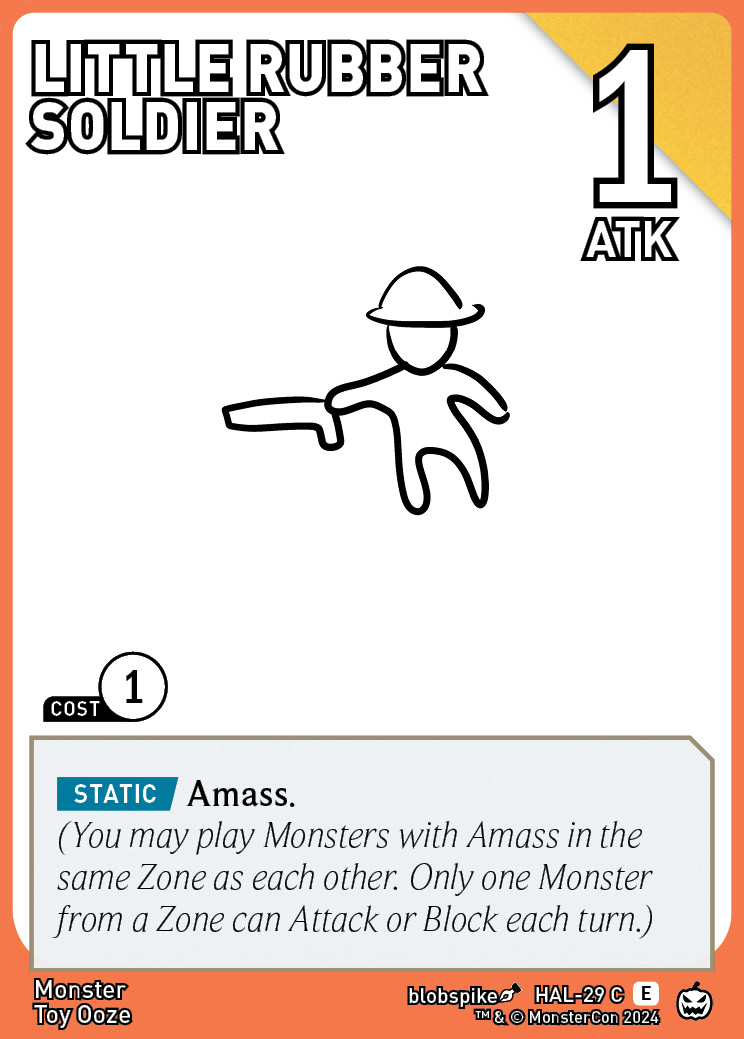 LITTLE RUBBER
SOLDIER
1
ATK
COST 1
STATIC Amass.
(You may play Monsters with Amass in the
same Zone as each other. Only one Monster
from a Zone can Attack or Block each turn.)
Monster
Toy Ooze
blobspike HAL-29 C E
™ & © MonsterCon 2024